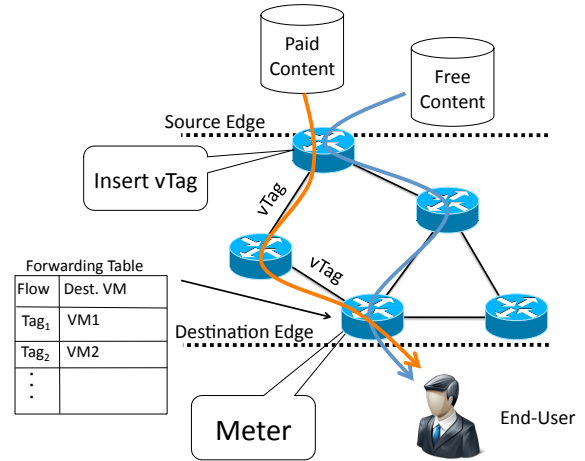 Paid
Content
Free
Content
Source Edge
Insert vTag
vTag
vTag
Forwarding Table
Flow Dest. VM
Tag₁ VM1
Tag₂ VM2
Destination Edge
Meter
End-User